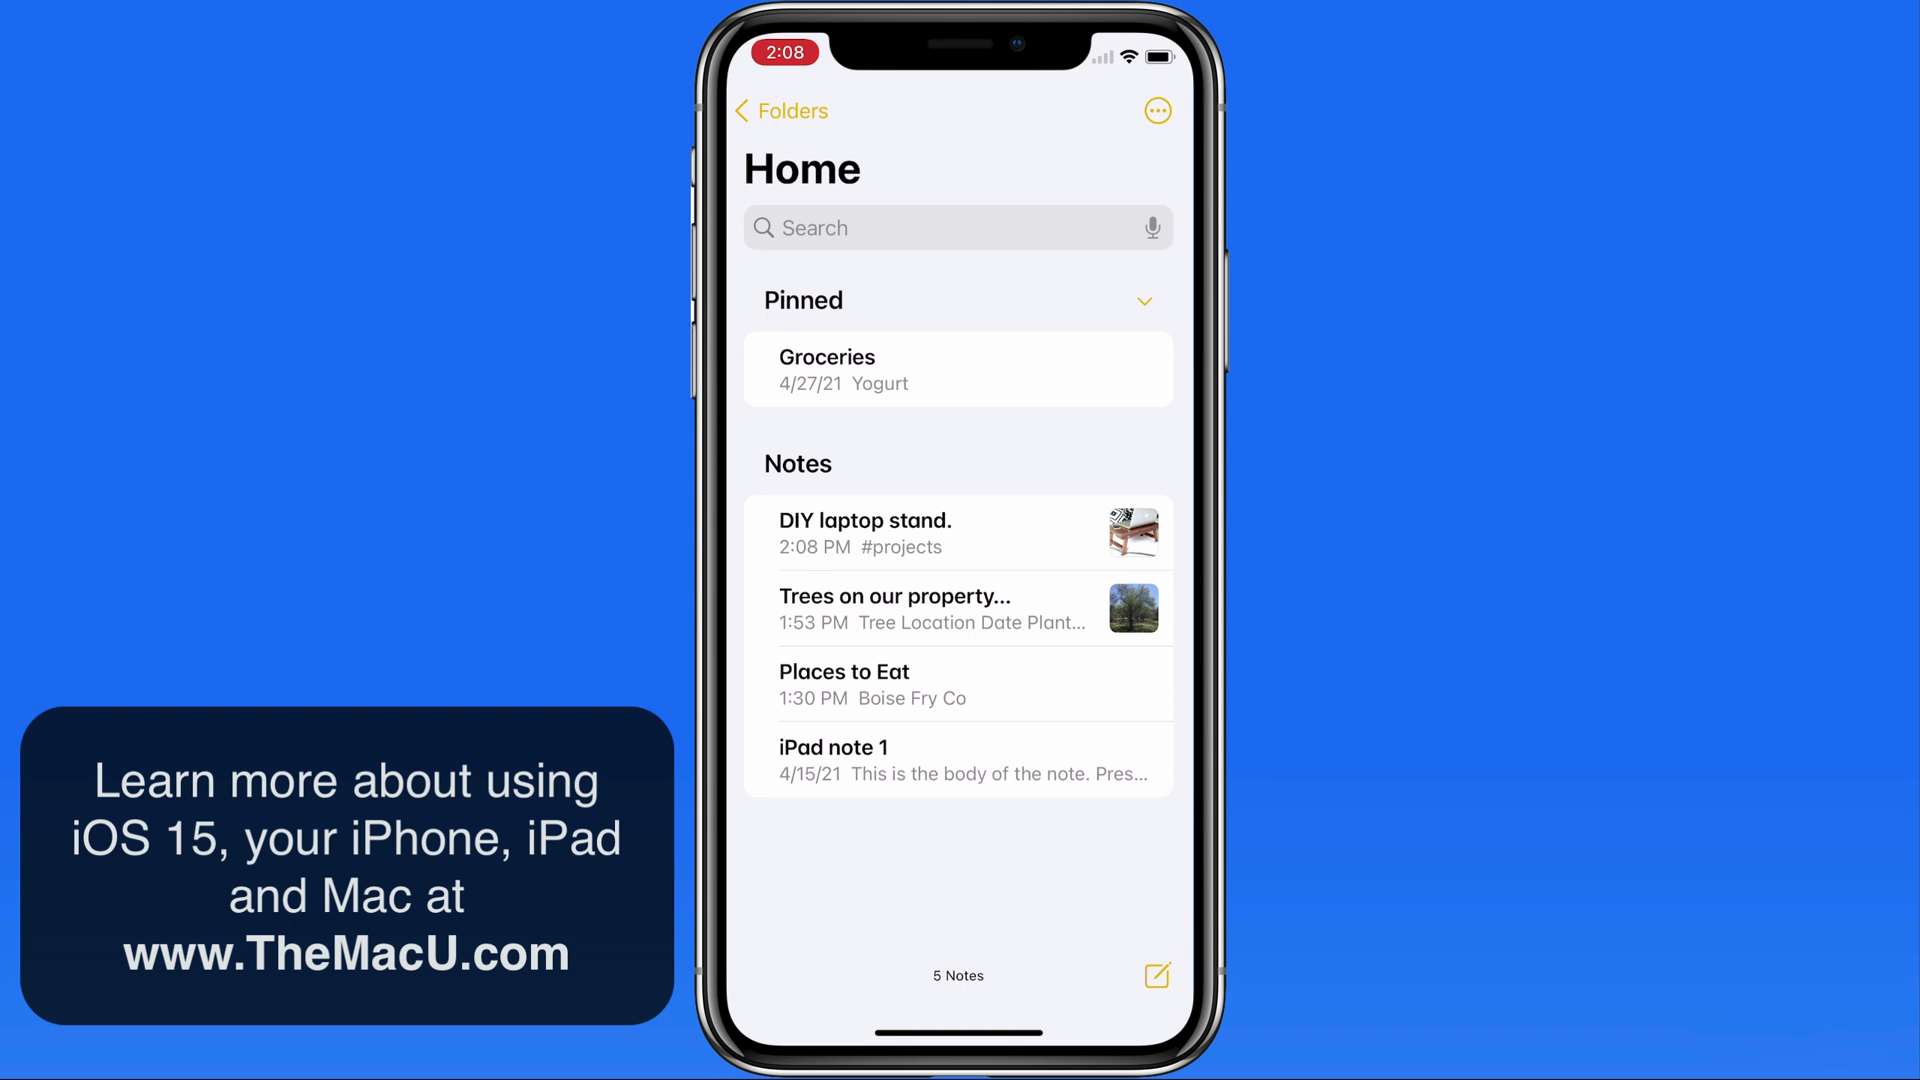 2:08
Folders
Home
Search
Pinned
Groceries
4/27/21 Yogurt
Notes
DIY laptop stand.
2:08 PM #projects
Trees on our property...
1:53 PM Tree Location Date Plant...
Places to Eat
1:30 PM Boise Fry Co
iPad note 1
4/15/21 This is the body of the note. Pres...
5 Notes
Learn more about using
iOS 15, your iPhone, iPad
and Mac at
www.TheMacU.com